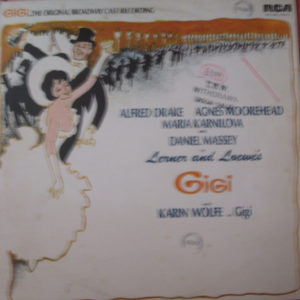 GIGI...THE ORIGINAL BROADWAY CAST RECORDING
RCA
ALFRED DRAKE AGNES MOOREHEAD
MARIA KARNILOVA
DANIEL MASSEY
Lerner and Loewe's
GIGI
KARIN WOLFE
Gigi